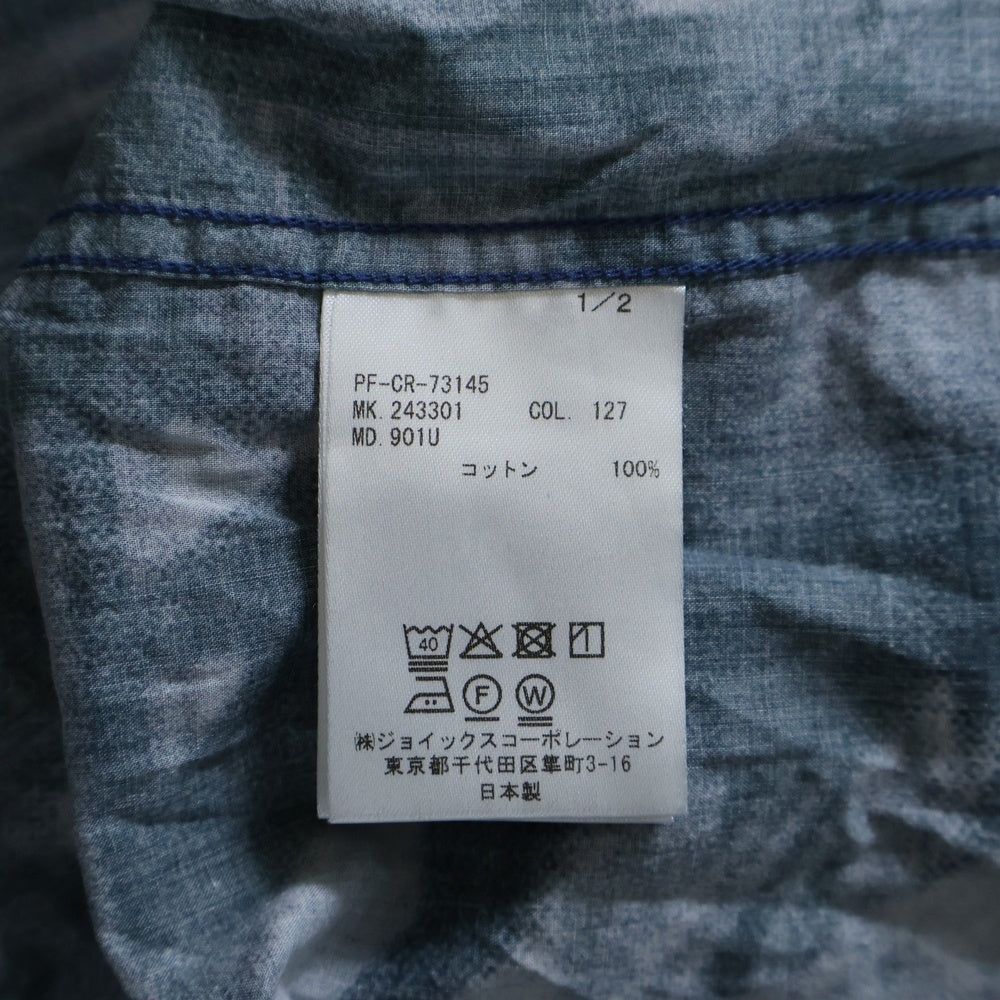 1/2
PF-CR-73145
MK.243301 COL. 127
MD.901U
コットン 100%
40
F W
㈱ジョイックスコーポレーション
東京都千代田区隼町3-16
日本製